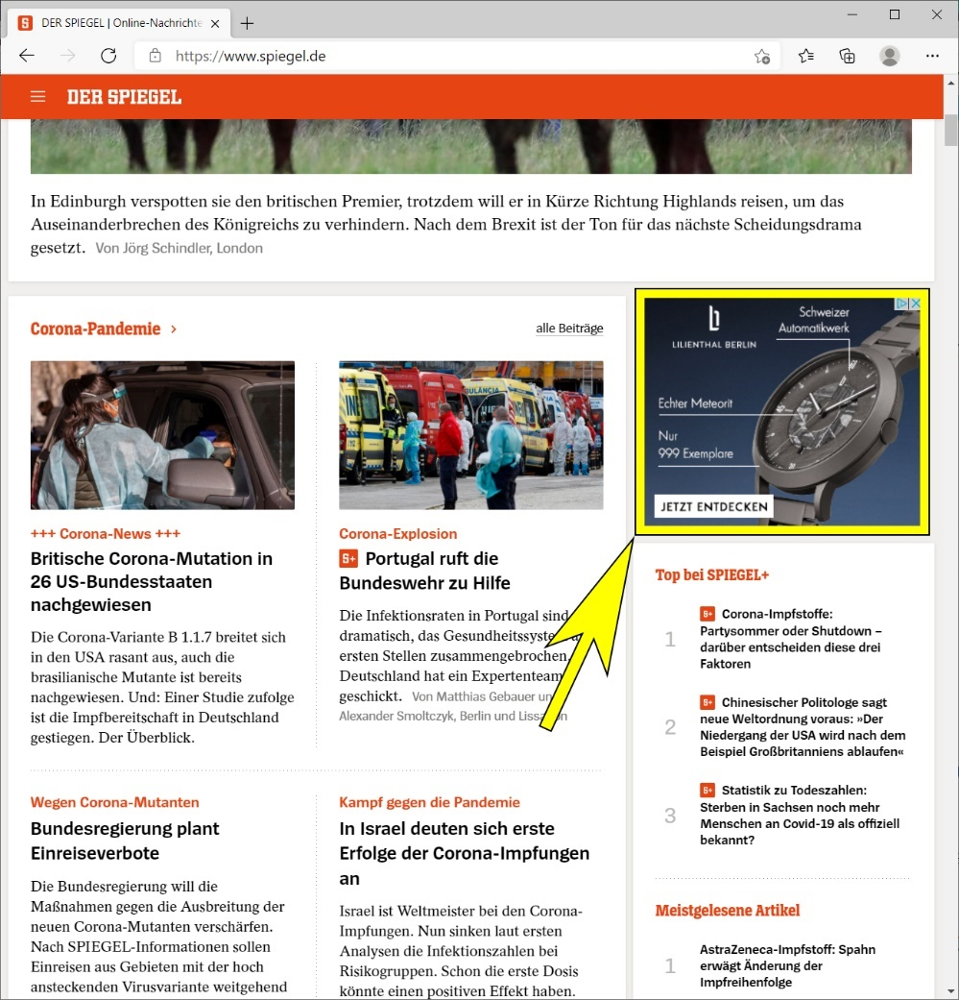 DER SPIEGEL | Online-Nachrichte
https://www.spiegel.de
DER SPIEGEL
In Edinburgh verspotten sie den britischen Premier, trotzdem will er in Kürze Richtung Highlands reisen, um das
Auseinanderbrechen des Königreichs zu verhindern. Nach dem Brexit ist der Ton für das nächste Scheidungsdrama
gesetzt. Von Jörg Schindler, London
Corona-Pandemie
alle Beiträge
+++ Corona-News +++
Britische Corona-Mutation in
26 US-Bundesstaaten
nachgewiesen
Die Corona-Variante B 1.1.7 breitet sich
in den USA rasant aus, auch die
brasilianische Mutante ist bereits
nachgewiesen. Und: Einer Studie zufolge
ist die Impfbereitschaft in Deutschland
gestiegen. Der Überblick.
AMBULÂNCIA
INEM
Corona-Explosion
S+ Portugal ruft die
Bundeswehr zu Hilfe
Die Infektionsraten in Portugal sind
dramatisch, das Gesundheitssyste
ersten Stellen zusammengebrochen.
Deutschland hat ein Expertenteam
geschickt. Von Matthias Gebauer un
Alexander Smoltczyk, Berlin und Lissabon
Wegen Corona-Mutanten
Bundesregierung plant
Einreiseverbote
Die Bundesregierung will die
Maßnahmen gegen die Ausbreitung der
neuen Corona-Mutanten verschärfen.
Nach SPIEGEL-Informationen sollen
Einreisen aus Gebieten mit der hoch
ansteckenden Virusvariante weitgehend
Kampf gegen die Pandemie
In Israel deuten sich erste
Erfolge der Corona-Impfungen
an
Israel ist Weltmeister bei den Corona-
Impfungen. Nun sinken laut ersten
Analysen die Infektionszahlen bei
Risikogruppen. Schon die erste Dosis
könnte einen positiven Effekt haben.
LILIENTHAL BERLIN
Schweizer
Automatikwerk
Echter Meteorit
Nur
999 Exemplare
JETZT ENTDECKEN
Top bei SPIEGEL+
1
S+ Corona-Impfstoffe:
Partysommer oder Shutdown –
darüber entscheiden diese drei
Faktoren
2
S+ Chinesischer Politologe sagt
neue Weltordnung voraus: »Der
Niedergang der USA wird nach dem
Beispiel Großbritanniens ablaufen«
3
S+ Statistik zu Todeszahlen:
Sterben in Sachsen noch mehr
Menschen an Covid-19 als offiziell
bekannt?
Meistgelesene Artikel
1
AstraZeneca-Impfstoff: Spahn
erwägt Änderung der
Impfreihenfolge